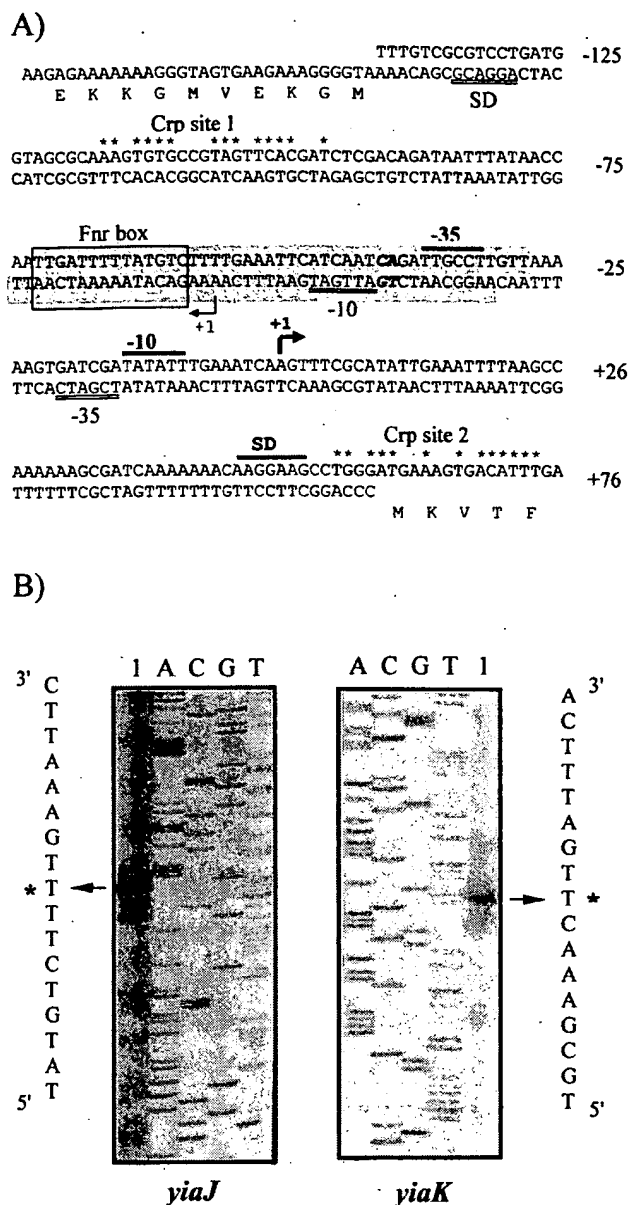 A)
TTTGTCGCGTCCTGATG -125
AAGAGAAAAAAAGGGTAGTGAAGAAAGGGGTAAAACAGCGCAGGACTAC
E K K G M V E K G M SD
Crp site 1
** **** *** **** *
GTAGCGCAAAGTGTGCCGTAGTTCACGATCTCGACAGATAATTTATAACC -75
CATCGCGTTTCACACGGCATCAAGTGCTAGAGCTGTCTATTAAATATTGG
Fnr box -35
AATTGATTTTTATGTCTTTTGAAATTCATCAATCAGATTGCCTTGTTAAA -25
TTAACTAAAAATACAGAAAACTTTAAGTAGTTAGTCTAACGGAACAATTT
+1 -10
-10 +1
AAGTGATCGATATATTTGAAATCAAGTTTCGCATATTGAAATTTTAAGCC +26
TTCACTAGCTATATAAACTTTAGTTCAAAGCGTATAACTTTAAAATTCGG
-35
SD Crp site 2
** *** * * ******
AAAAAAGCGATCAAAAAAACAAGGAAGCCTGGGATGAAAGTGACATTTGA +76
TTTTTTCGCTAGTTTTTTTGTTCCTTCGGACCC
M K V T F
B)
1 A C G T
A C G T 1
3'
C
T
T
A
A
A
G
T
* T
T
T
C
T
G
T
A
T
5'
3'
A
C
T
T
T
A
G
T
T *
C
A
A
A
G
C
G
T
5'
yiaJ
yiaK